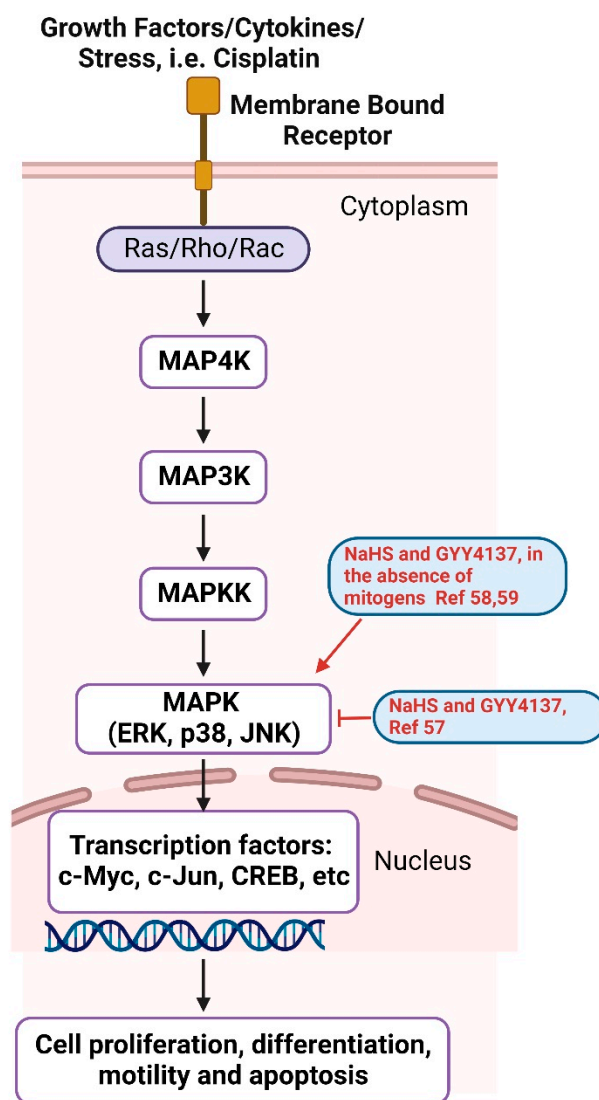 Growth Factors/Cytokines/
Stress, i.e. Cisplatin
Membrane Bound
Receptor
Cytoplasm
Ras/Rho/Rac
MAP4K
MAP3K
MAPKK
NaHS and GYY4137, in
the absence of
mitogens Ref 58,59
MAPK
(ERK, p38, JNK)
NaHS and GYY4137,
Ref 57
Transcription factors:
c-Myc, c-Jun, CREB, etc
Nucleus
Cell proliferation, differentiation,
motility and apoptosis